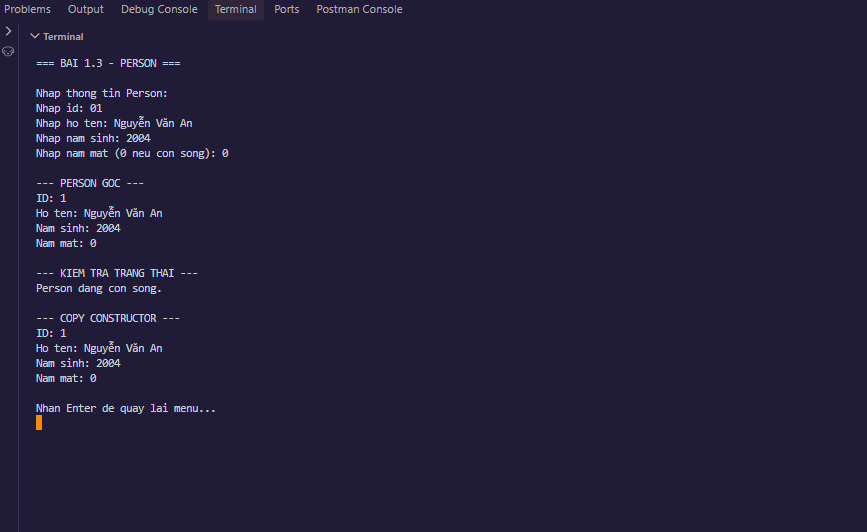 Problems Output Debug Console Terminal Ports Postman Console
Terminal
=== BAI 1.3 - PERSON ===
Nhap thong tin Person:
Nhap id: 01
Nhap ho ten: Nguyễn Văn An
Nhap nam sinh: 2004
Nhap nam mat (0 neu con song): 0
--- PERSON GOC ---
ID: 1
Ho ten: Nguyễn Văn An
Nam sinh: 2004
Nam mat: 0
--- KIEM TRA TRANG THAI ---
Person dang con song.
--- COPY CONSTRUCTOR ---
ID: 1
Ho ten: Nguyễn Văn An
Nam sinh: 2004
Nam mat: 0
Nhan Enter de quay lai menu...